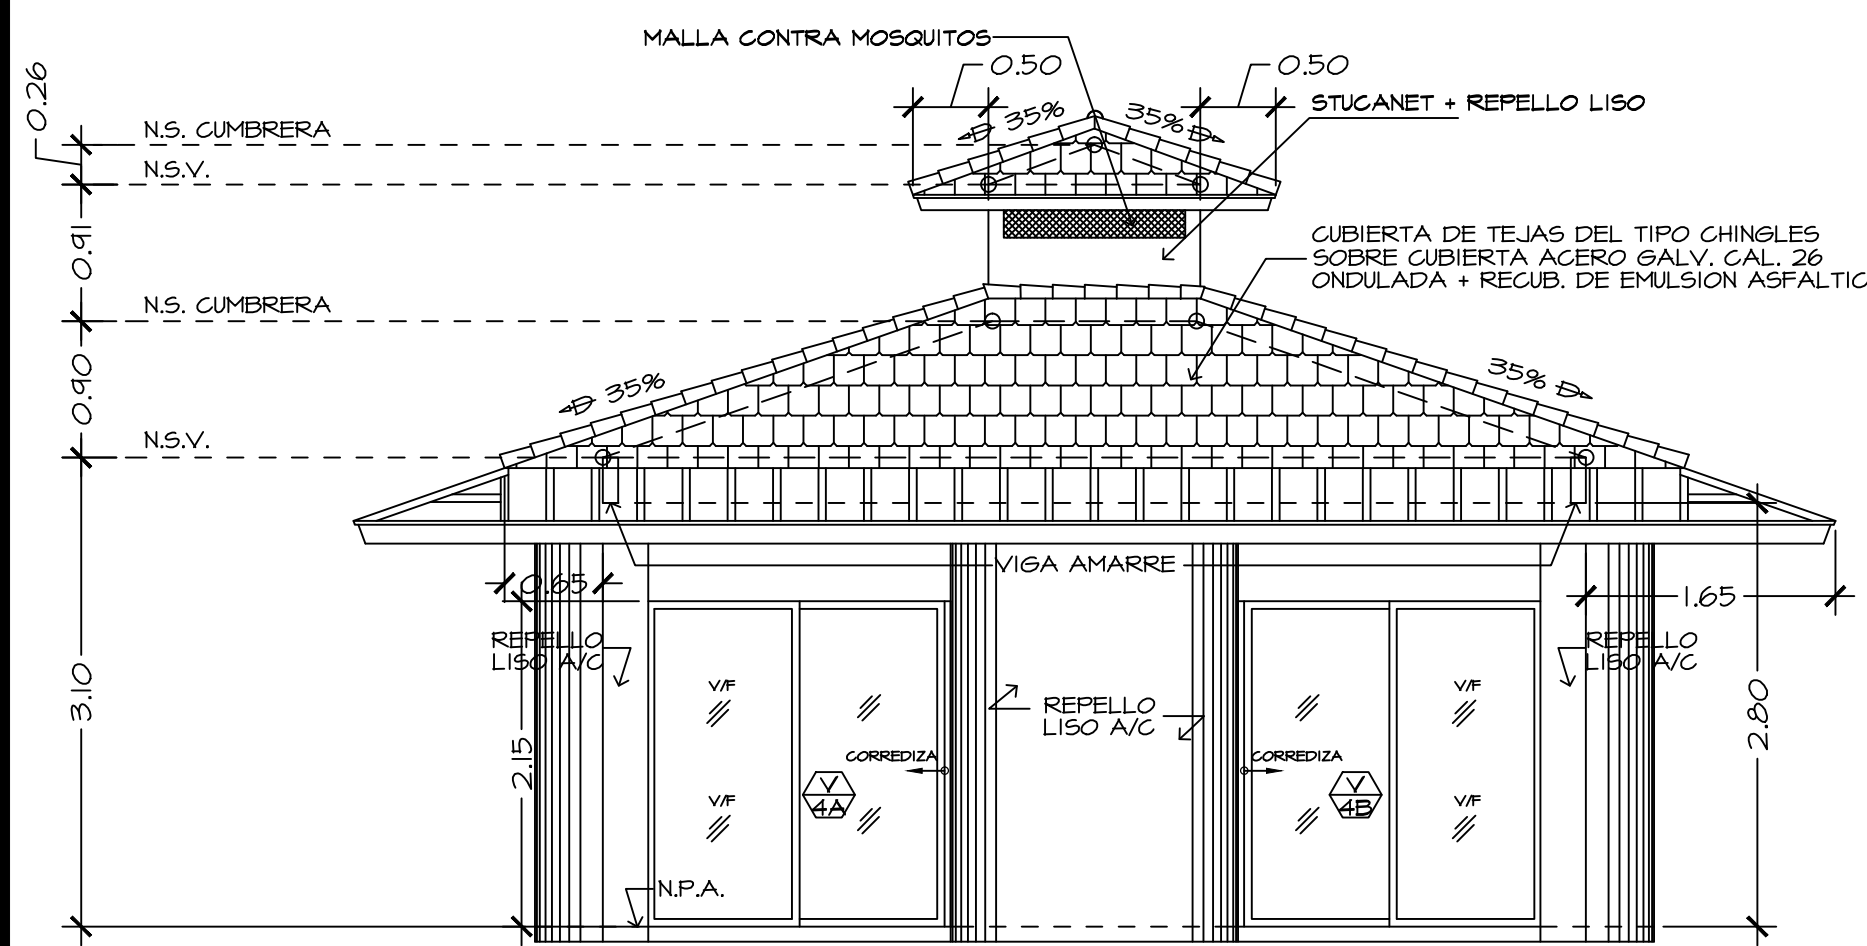 MALLA CONTRA MOSQUITOS
0.50
0.50
0.26
STUCANET + REPELLO LISO
35%
35%
N.S. CUMBRERA
N.S.V.
0.91
CUBIERTA DE TEJAS DEL TIPO CHINGLES
SOBRE CUBIERTA ACERO GALV. CAL. 26
ONDULADA + RECUB. DE EMULSION ASFALTIC
N.S. CUMBRERA
0.90
35%
35%
N.S.V.
VIGA AMARRE
0.65
1.65
REPELLO
LISO A/C
REPELLO
LISO A/C
3.10
V/F
V/F
REPELLO
LISO A/C
2.80
2.15
CORREDIZA
CORREDIZA
V
4A
V
4B
V/F
V/F
N.P.A.